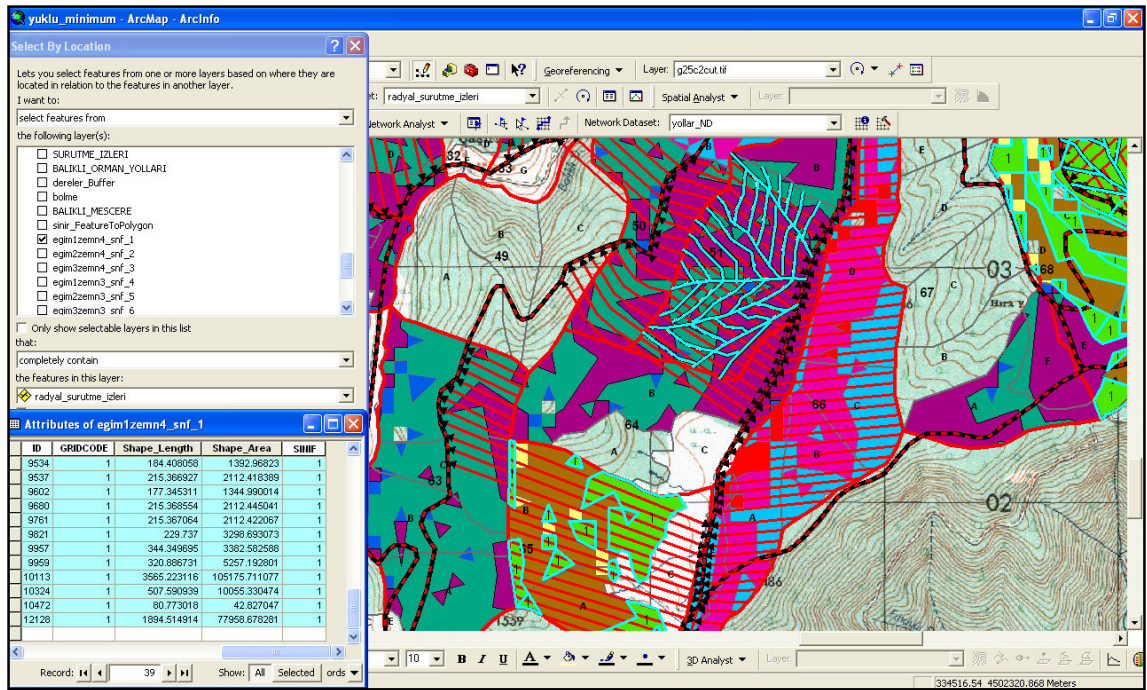 yuklu_minimum - ArcMap - ArcInfo
Select By Location
Lets you select features from one or more layers based on where they are
located in relation to the features in another layer.
I want to:
select features from
the following layer(s):
SURUTME_IZLERI
BALIKLI_ORMAN_YOLLARI
dereler_Buffer
bolme
BALIKLI_MESCERE
sinir_FeatureToPolygon
egim1zemn4_snf_1
egim2zemn4_snf_2
egim3zemn4_snf_3
egim1zemn3_snf_4
egim2zemn3_snf_5
egim3zemn3_snf_6
Only show selectable layers in this list
that:
completely contain
the features in this layer:
radyal_surutme_izleri
Georeferencing Layer: g25c2cut.tif
radyal_surutme_izleri Spatial Analyst Layer:
Network Analyst Network Dataset: yollar_ND
Attributes of egim1zemn4_snf_1
ID GRIDCODE Shape_Length Shape_Area SINIF
9534 1 184.408058 1392.96823 1
9537 1 215.366927 2112.418389 1
9602 1 177.345311 1344.990014 1
9680 1 215.368554 2112.445041 1
9761 1 215.367064 2112.422067 1
9821 1 229.737 3298.693073 1
9957 1 344.349695 3382.582588 1
9959 1 320.886731 5257.192801 1
10113 1 3565.223116 105175.711077 1
10324 1 507.590939 10055.330474 1
10472 1 80.773018 42.827047 1
12128 1 1894.514914 77958.678281 1
Record: 39 Show: All Selected ords
32 E 33 G
D
B
E
D
1 11
49
B
C
A
50
51
D
03
68
67
C
Hıra
B
F
E
A
B
64
A
C
66
C
B
63
B
65
C
A
A
02
1559
486
10 B I U A 3D Analyst Layer:
334516.54 4502320.868 Meters